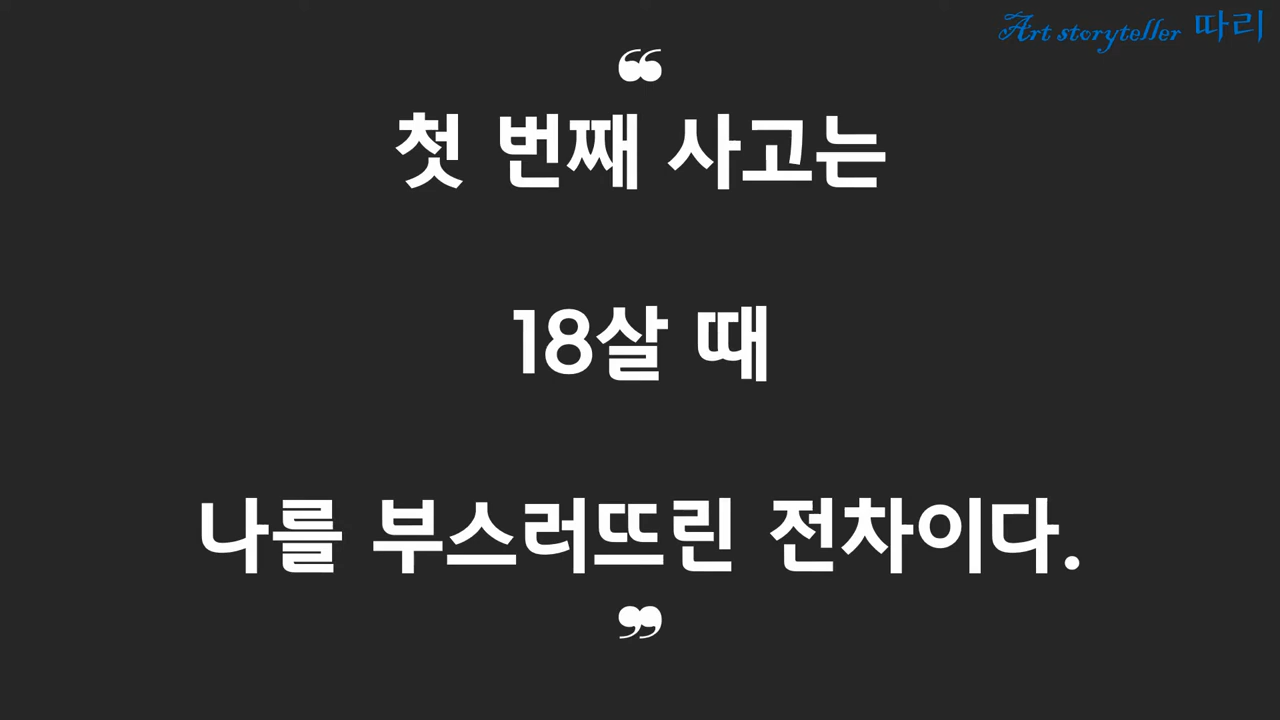 Art storyteller 따리
❝
첫 번째 사고는
18살 때
나를 부스러뜨린 전차이다.
❞